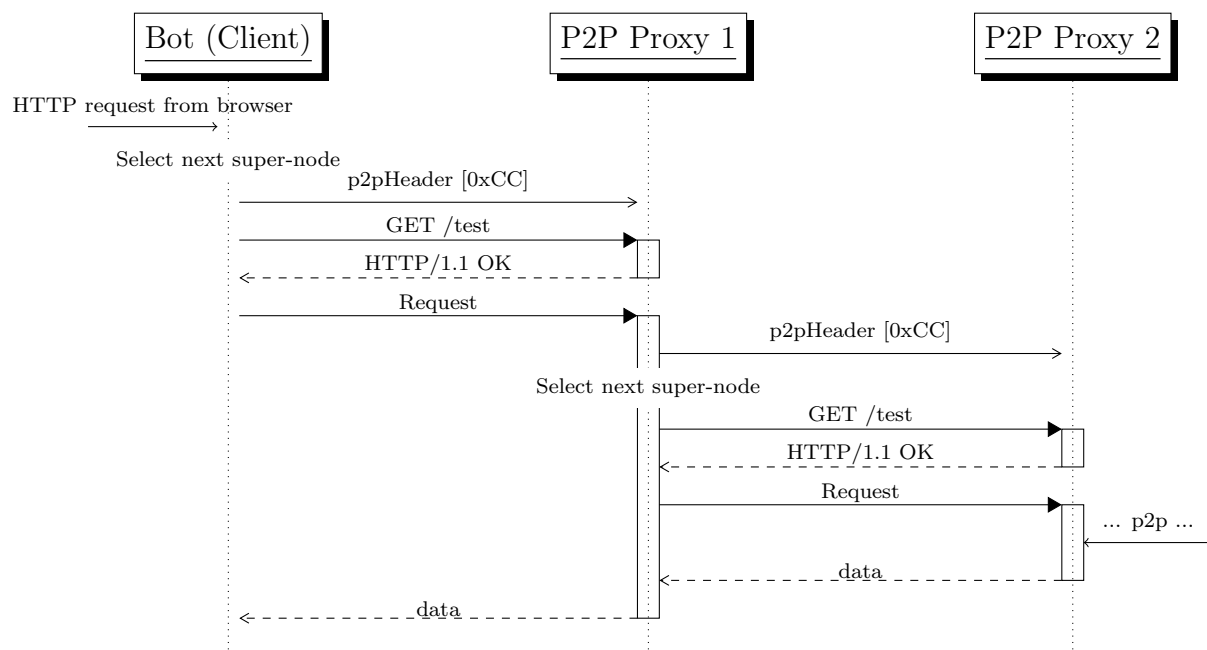 Bot (Client)
P2P Proxy 1
P2P Proxy 2
HTTP request from browser
Select next super-node
p2pHeader [0xCC]
GET /test
HTTP/1.1 OK
Request
p2pHeader [0xCC]
Select next super-node
GET /test
HTTP/1.1 OK
Request
... p2p ...
data
data